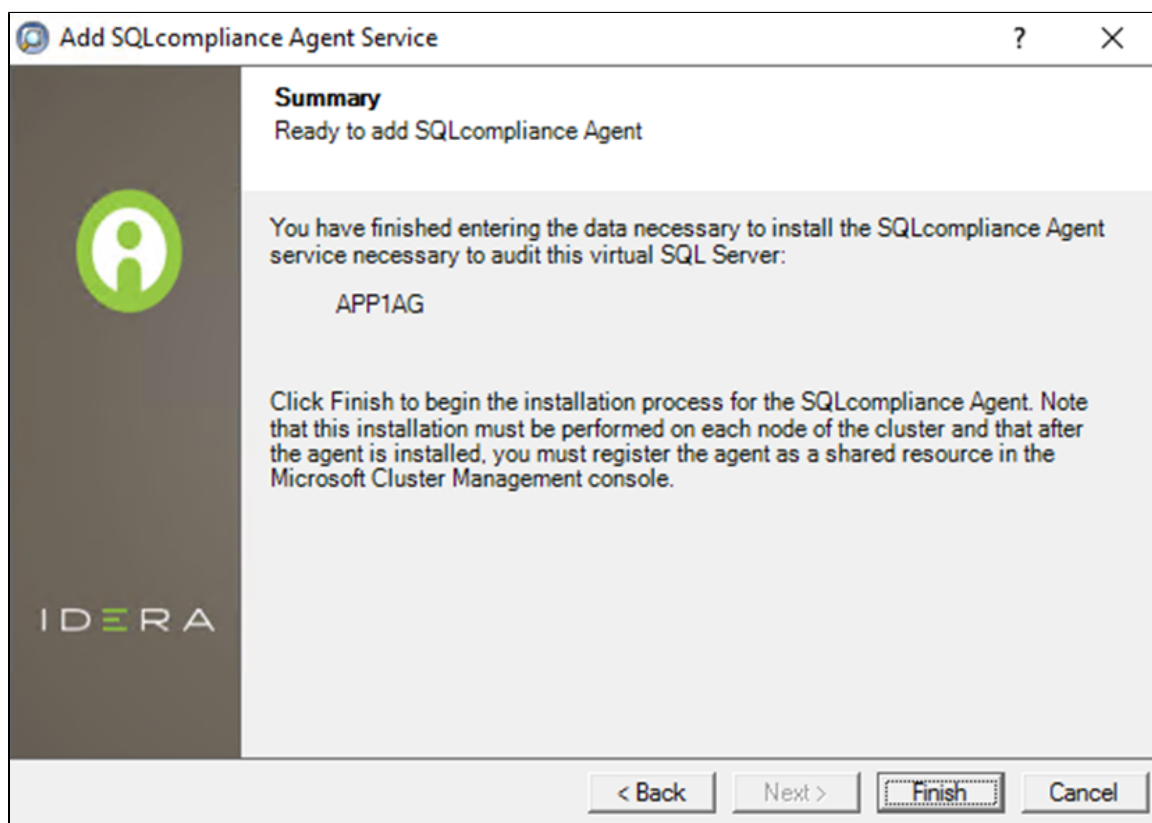 Add SQLcompliance Agent Service
?
Summary
Ready to add SQLcompliance Agent
You have finished entering the data necessary to install the SQLcompliance Agent
service necessary to audit this virtual SQL Server:
APP1AG
Click Finish to begin the installation process for the SQLcompliance Agent. Note
that this installation must be performed on each node of the cluster and that after
the agent is installed, you must register the agent as a shared resource in the
Microsoft Cluster Management console.
IDERA
< Back
Next >
Finish
Cancel